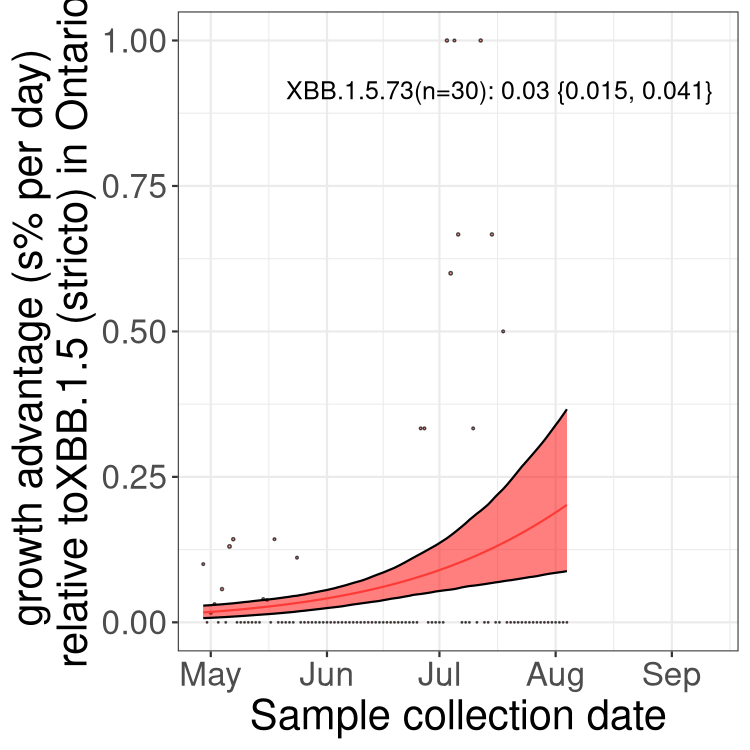 growth advantage (s% per day)
relative toXBB.1.5 (stricto) in Ontario
1.00
0.75
0.50
0.25
0.00
XBB.1.5.73(n=30): 0.03 {0.015, 0.041}
May Jun Jul Aug Sep
Sample collection date